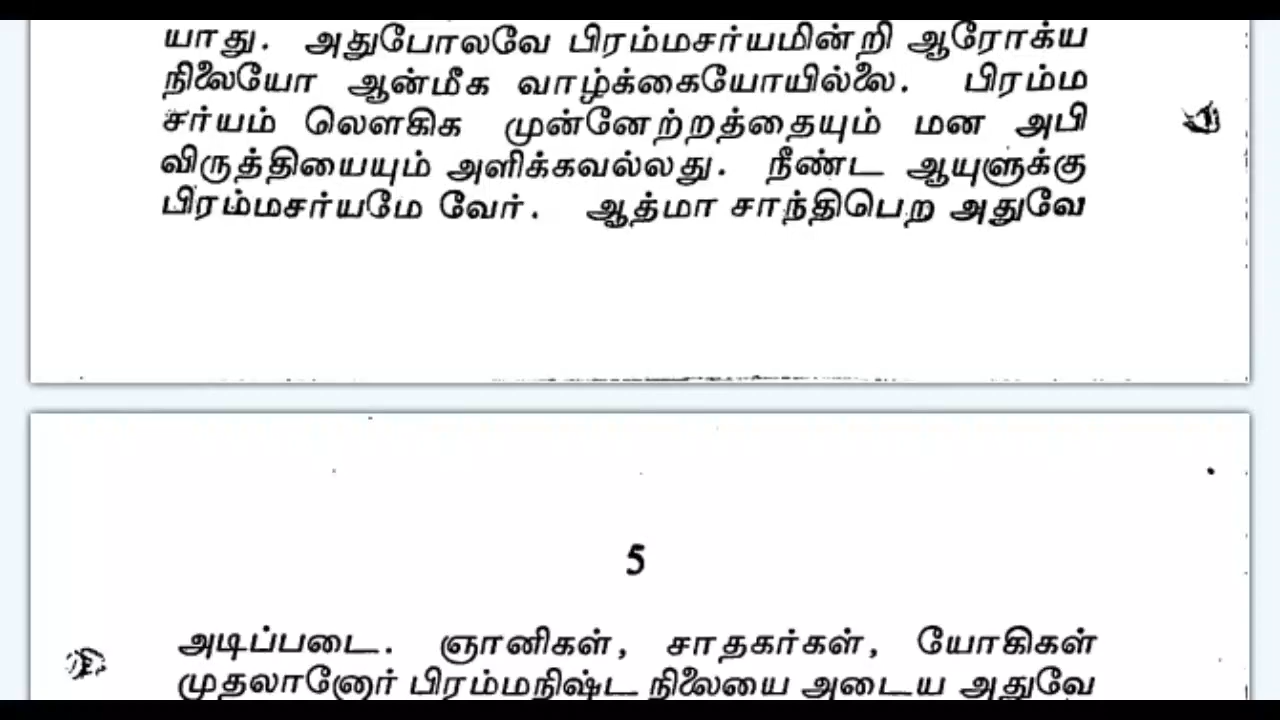 யாது. அதுபோலவே பிரம்மசர்யமின்றி ஆரோக்ய
நிலையோ ஆன்மீக வாழ்க்கையோயில்லை. பிரம்ம
சர்யம் லௌகிக முன்னேற்றத்தையும் மன அபி
விருத்தியையும் அளிக்கவல்லது. நீண்ட ஆயுளுக்கு
பிரம்மசர்யமே வேர். ஆத்மா சாந்திபெற அதுவே
5
அடிப்படை. ஞானிகள், சாதகர்கள், யோகிகள்
முதலானோர் பிரம்மநிஷ்ட நிலையை அடைய அதுவே